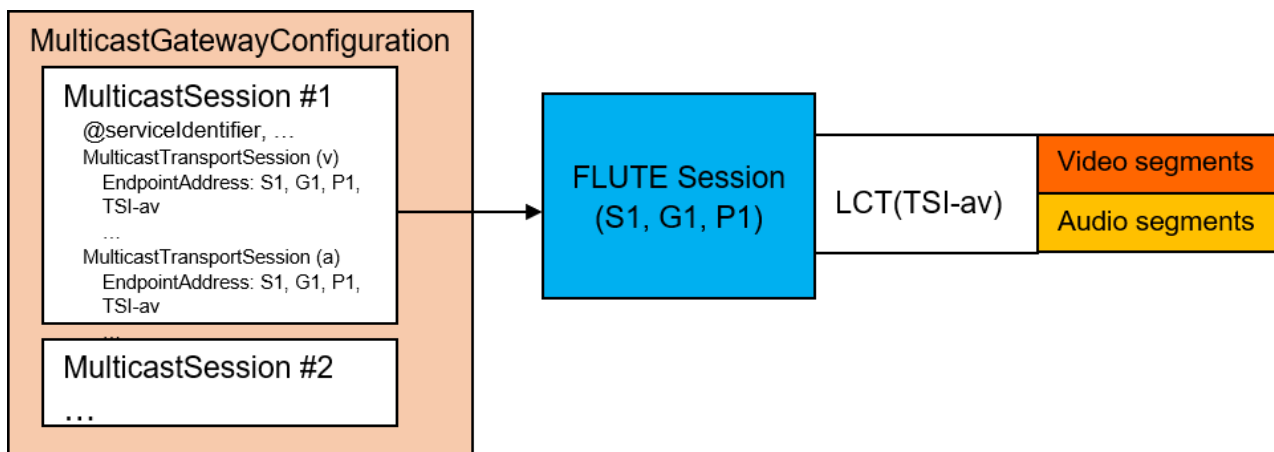 MulticastGatewayConfiguration
MulticastSession #1
@serviceIdentifier, …
MulticastTransportSession (v)
EndpointAddress: S1, G1, P1,
TSI-av
...
MulticastTransportSession (a)
EndpointAddress: S1, G1, P1,
TSI-av
...
MulticastSession #2
...
FLUTE Session
(S1, G1, P1)
LCT(TSI-av)
Video segments
Audio segments